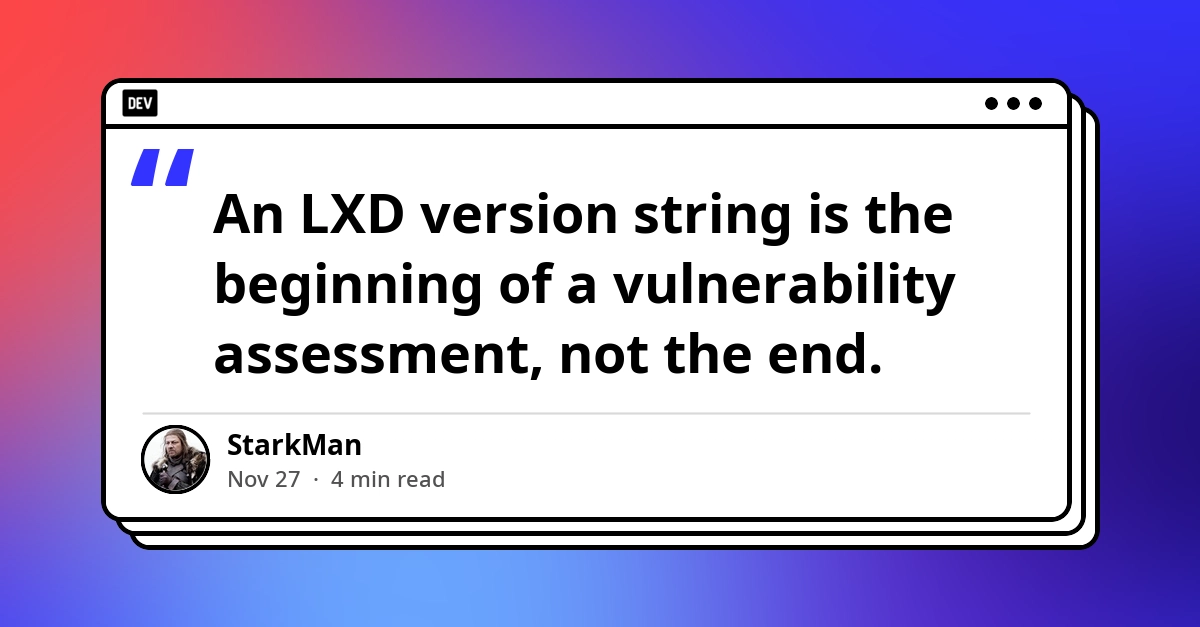 DEV
An LXD version string is the
beginning of a vulnerability
assessment, not the end.
StarkMan
Nov 27 · 4 min read